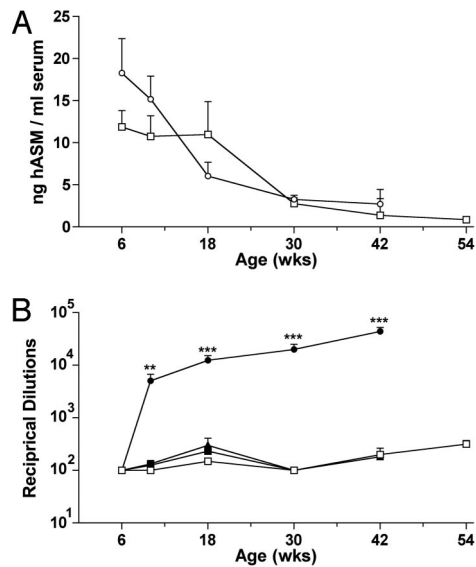 A
ng hASM / ml serum
25
20
15
10
5
0
6 18 30 42 54
Age (wks)
B
Reciprical Dilutions
10^5
10^4
10^3
10^2
10^1
** *** *** ***
6 18 30 42 54
Age (wks)